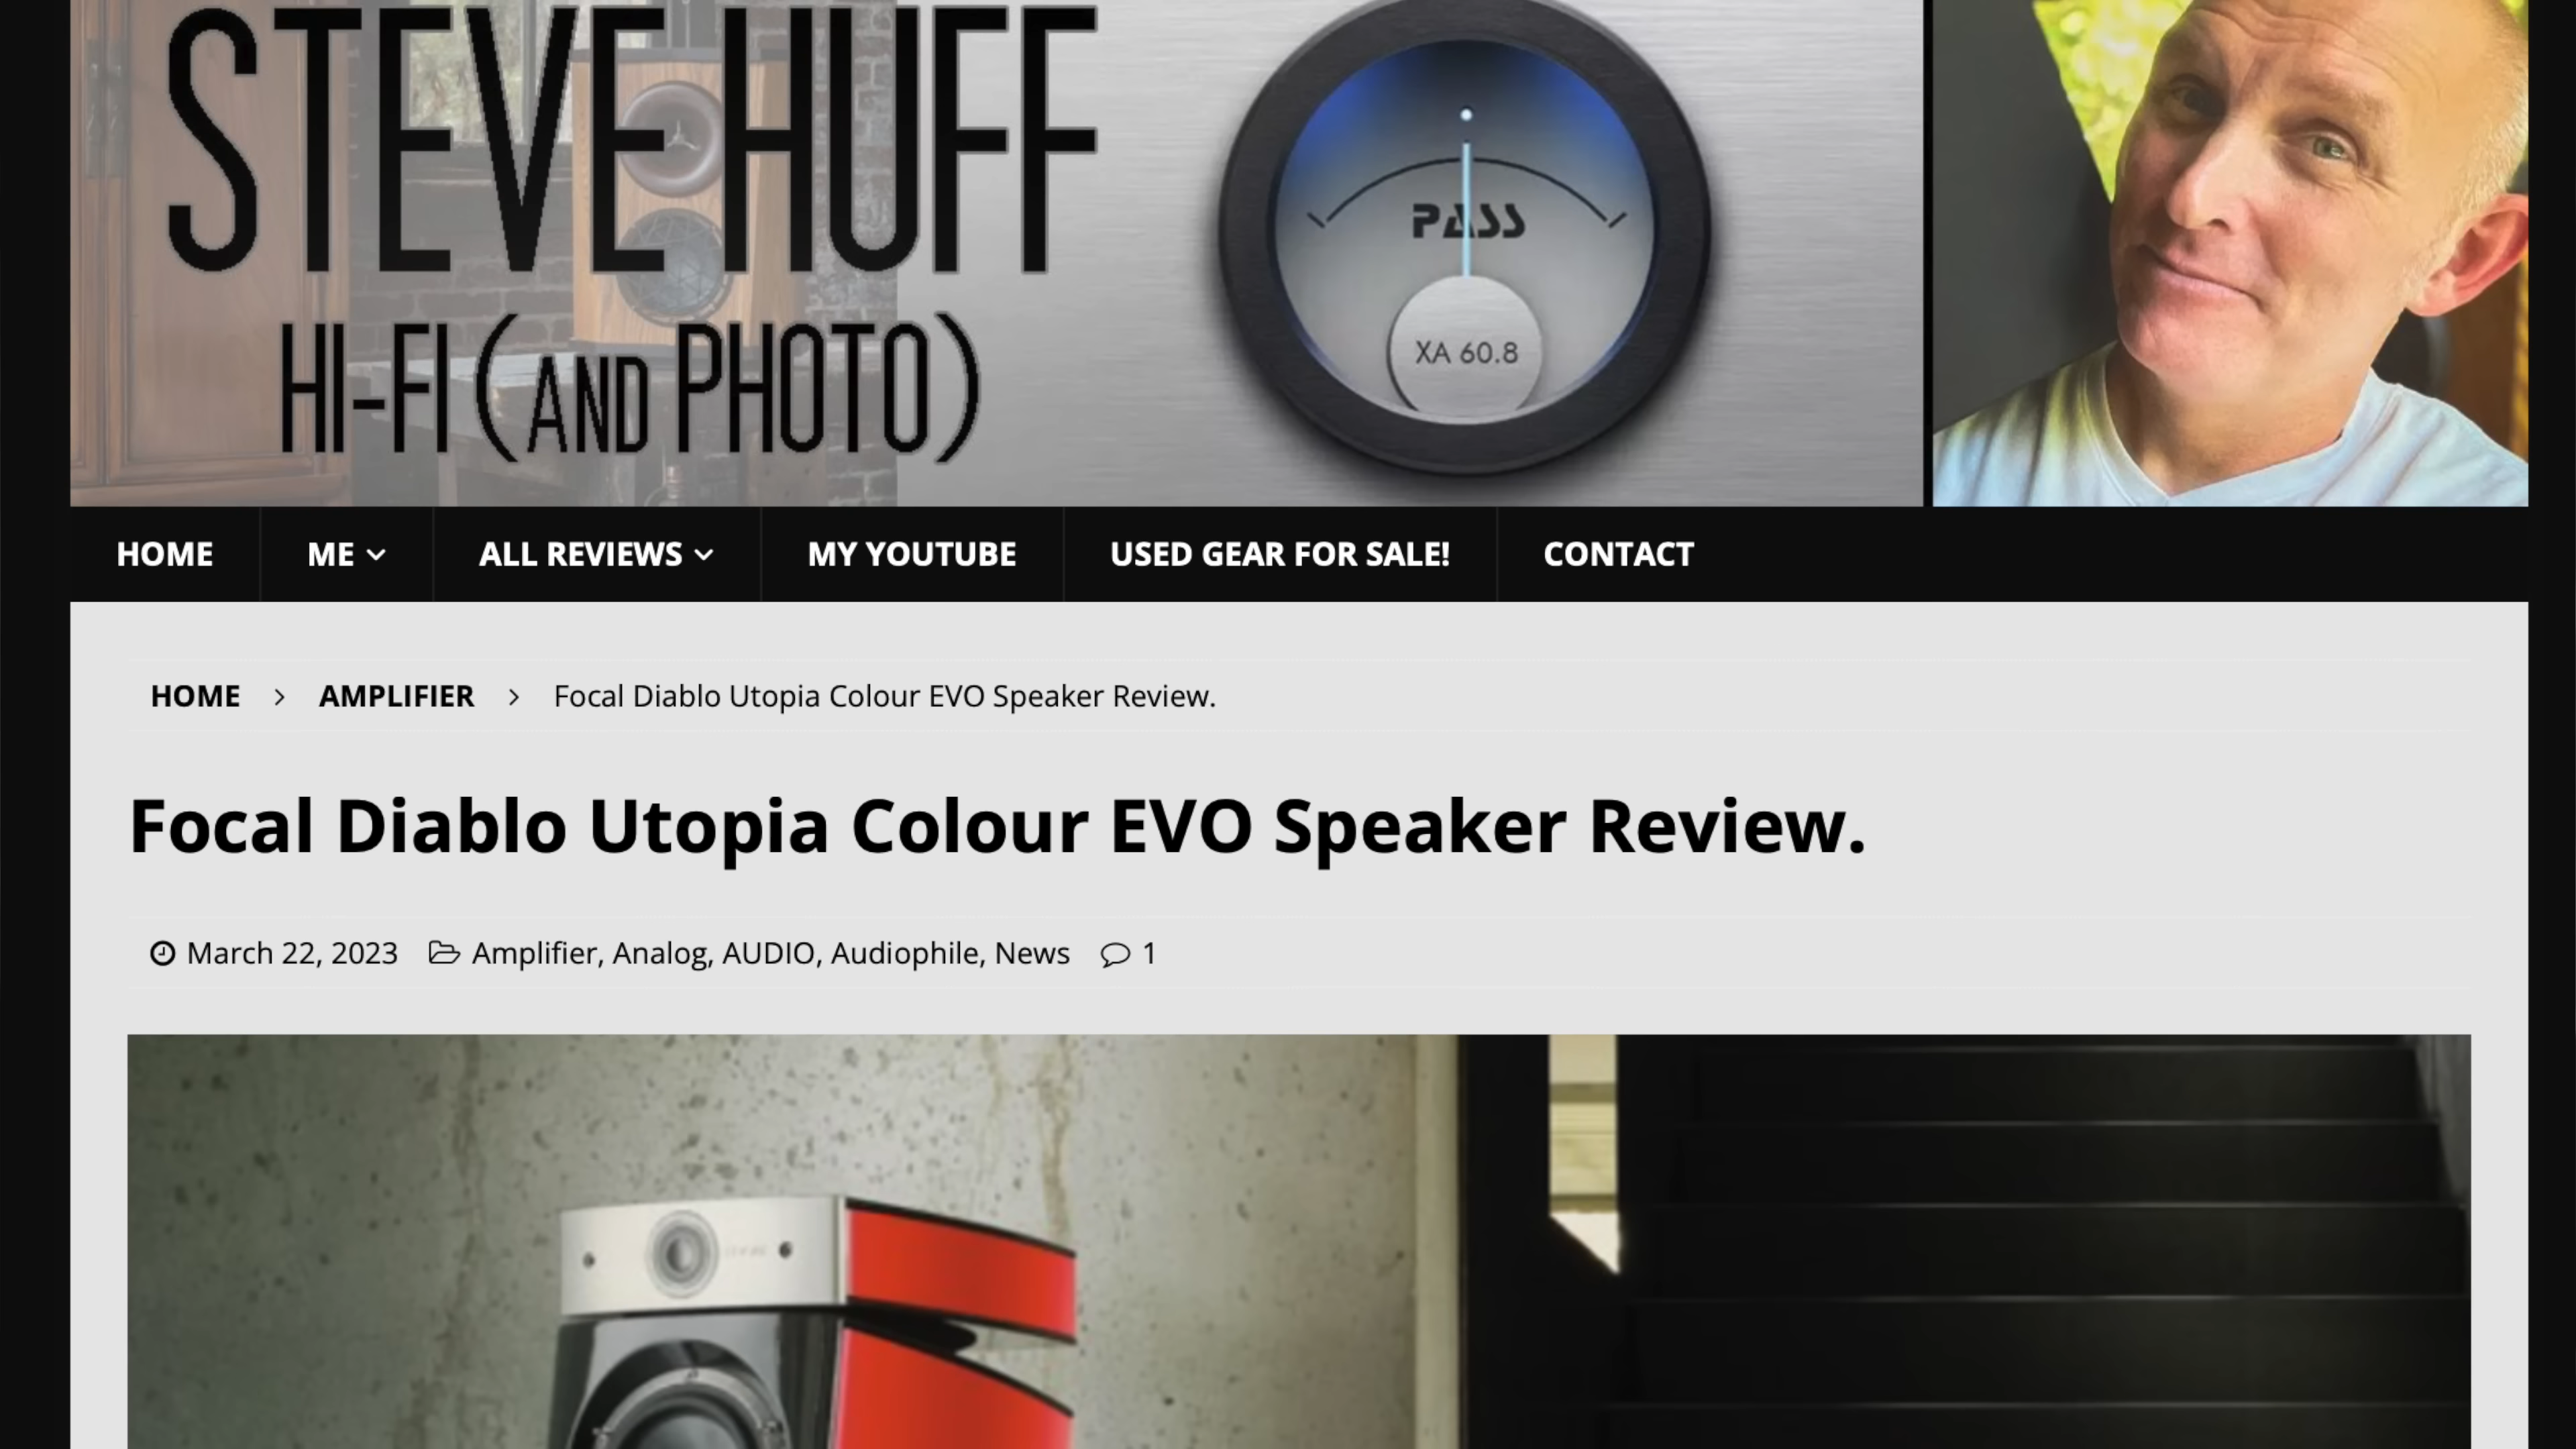 STEVE HUFF
HI-FI (AND PHOTO)
PASS
XA 60.8
HOME ME ALL REVIEWS MY YOUTUBE USED GEAR FOR SALE! CONTACT
HOME > AMPLIFIER > Focal Diablo Utopia Colour EVO Speaker Review.
Focal Diablo Utopia Colour EVO Speaker Review.
March 22, 2023 Amplifier, Analog, AUDIO, Audiophile, News 1